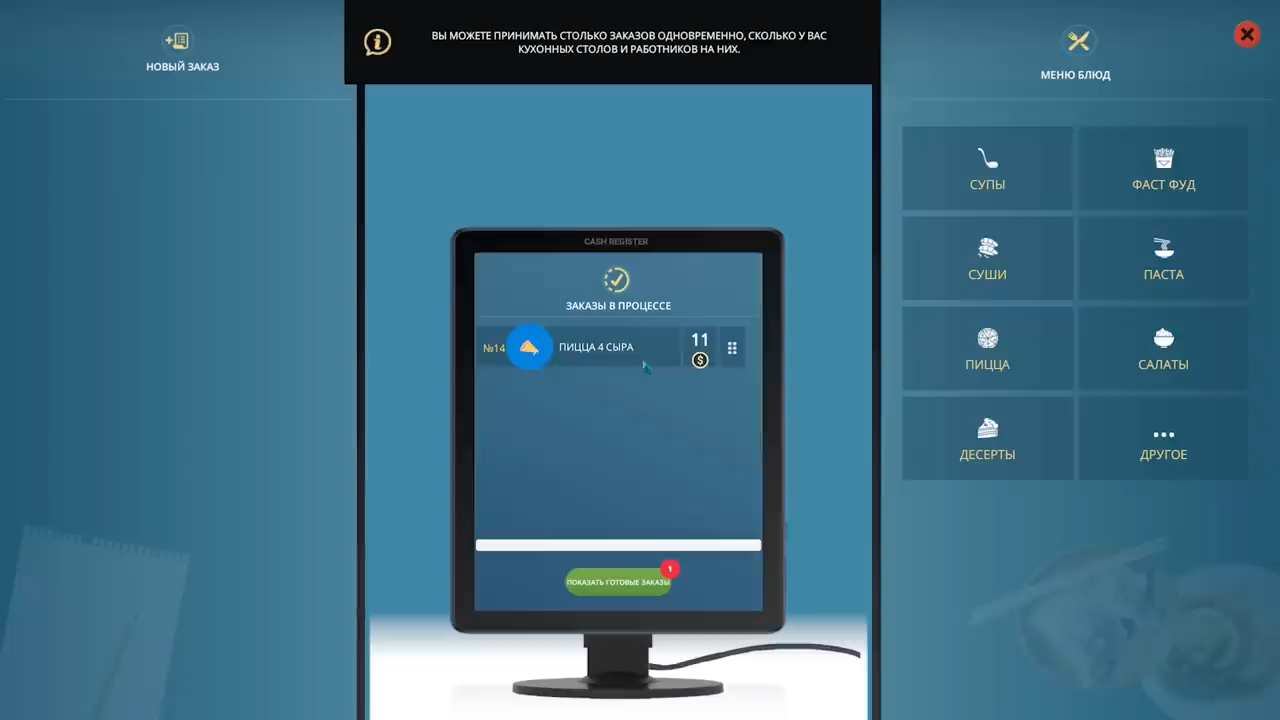 НОВЫЙ ЗАКАЗ
ВЫ МОЖЕТЕ ПРИНИМАТЬ СТОЛЬКО ЗАКАЗОВ ОДНОВРЕМЕННО, СКОЛЬКО У ВАС
КУХОННЫХ СТОЛОВ И РАБОТНИКОВ НА НИХ.
CASH REGISTER
ЗАКАЗЫ В ПРОЦЕССЕ
№14 ПИЦЦА 4 СЫРА 11
$
ПОКАЗАТЬ ГОТОВЫЕ ЗАКАЗЫ 1
МЕНЮ БЛЮД
СУПЫ ФАСТ ФУД
СУШИ ПАСТА
ПИЦЦА САЛАТЫ
ДЕСЕРТЫ ДРУГОЕ